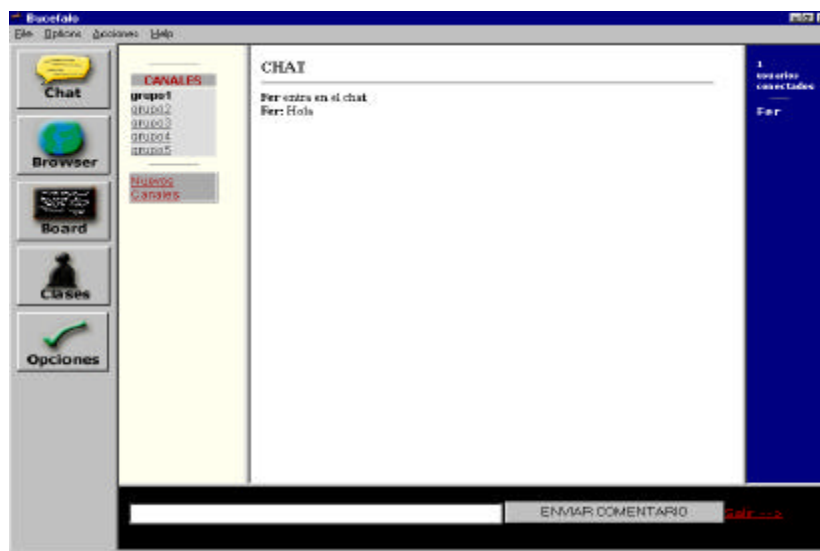 Bucefalo
File Options Acciones Help
Chat
Browser
Board
Clases
Opciones
CANALES
grupo1
grupo2
grupo3
grupo4
grupo5
Nuevos
Canales
CHAT
Fer entra en el chat
Fer: Hola
1
usuarios
conectados
Fer
ENVIAR COMENTARIO
Salir -->